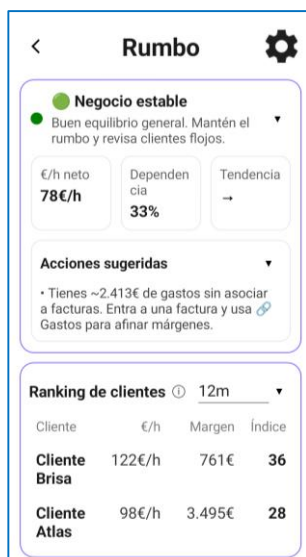 Rumbo
🟢 Negocio estable
Buen equilibrio general. Mantén el
rumbo y revisa clientes flojos.
€/h neto
78€/h
Dependen
cia
33%
Tendencia
→
Acciones sugeridas
• Tienes ~2.413€ de gastos sin asociar
a facturas. Entra a una factura y usa 🔗
Gastos para afinar márgenes.
Ranking de clientes ⓘ 12m
Cliente €/h Margen Índice
Cliente 122€/h 761€ 36
Brisa
Cliente 98€/h 3.495€ 28
Atlas